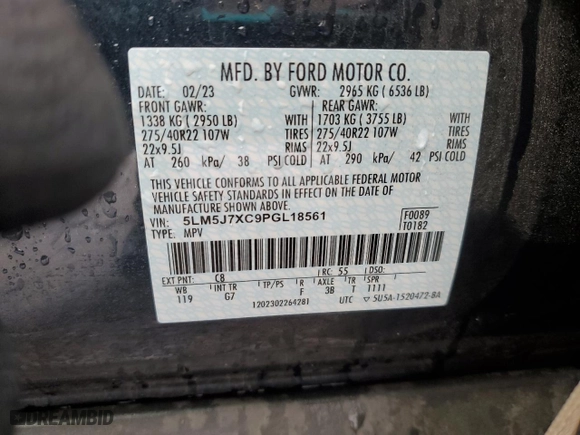 MFD. BY FORD MOTOR CO.
DATE: 02/23 GVWR: 2965 KG ( 6536 LB)
FRONT GAWR: REAR GAWR:
1338 KG ( 2950 LB) WITH 1703 KG ( 3755 LB) WITH
275/40R22 107W TIRES 275/40R22 107W TIRES
22x9.5J RIMS 22x9.5J RIMS
AT 260 kPa/ 38 PSI COLD AT 290 kPa/ 42 PSI COLD
THIS VEHICLE CONFORMS TO ALL APPLICABLE FEDERAL MOTOR
VEHICLE SAFETY STANDARDS IN EFFECT ON THE DATE OF
MANUFACTURE SHOWN ABOVE.
VIN: 5LM5J7XC9PGL18561 F0089
TYPE: MPV T0182
EXT PNT: C8 RC: 55 DSO:
WB INT TR TP/PS R AXLE TR SPR
119 G7 F 3B T 1111
1202302264281 UTC ▽ 5U5A-1520472-BA
DREAMBID